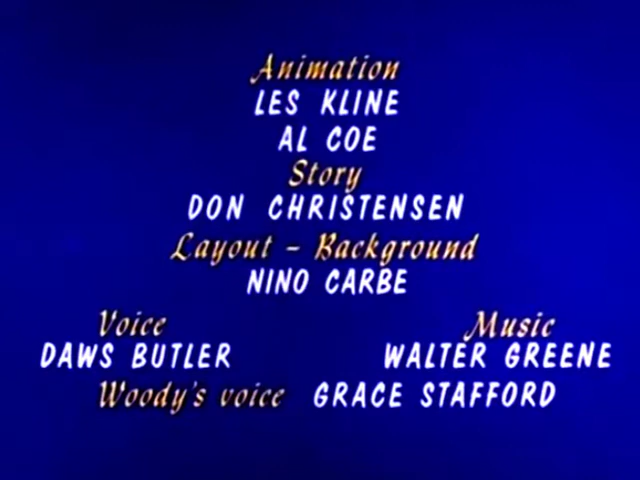 Animation
LES KLINE
AL COE
Story
DON CHRISTENSEN
Layout - Background
NINO CARBE
Voice
DAWS BUTLER
Music
WALTER GREENE
Woody's voice GRACE STAFFORD